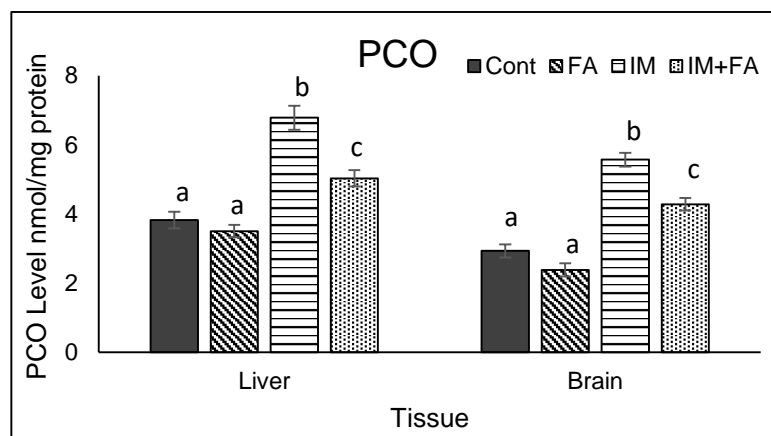 PCO
Cont FA IM IM+FA
PCO Level nmol/mg protein
8
6
4
2
0
a a b c
a a b c
Liver Brain
Tissue